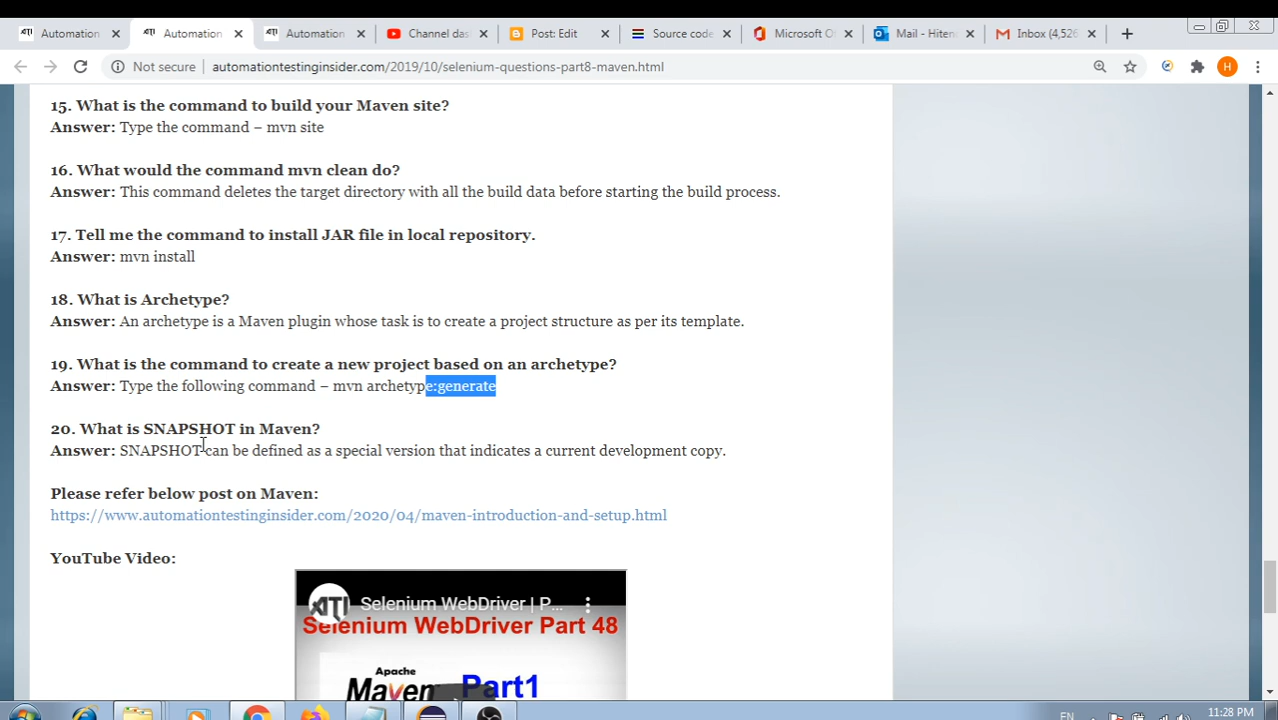 Automation
Automation
Automation
Channel das
Post: Edit
Source code
Microsoft Of
Mail - Hiten
Inbox (4,526
Not secure
automationtestinginsider.com/2019/10/selenium-questions-part8-maven.html
H
15. What is the command to build your Maven site?
Answer: Type the command – mvn site
16. What would the command mvn clean do?
Answer: This command deletes the target directory with all the build data before starting the build process.
17. Tell me the command to install JAR file in local repository.
Answer: mvn install
18. What is Archetype?
Answer: An archetype is a Maven plugin whose task is to create a project structure as per its template.
19. What is the command to create a new project based on an archetype?
Answer: Type the following command – mvn archetype:generate
20. What is SNAPSHOT in Maven?
Answer: SNAPSHOT can be defined as a special version that indicates a current development copy.
Please refer below post on Maven:
https://www.automationtestinginsider.com/2020/04/maven-introduction-and-setup.html
YouTube Video:
ATI
Selenium WebDriver | P...
Selenium WebDriver Part 48
Apache
Maven
Part1
EN
11:28 PM